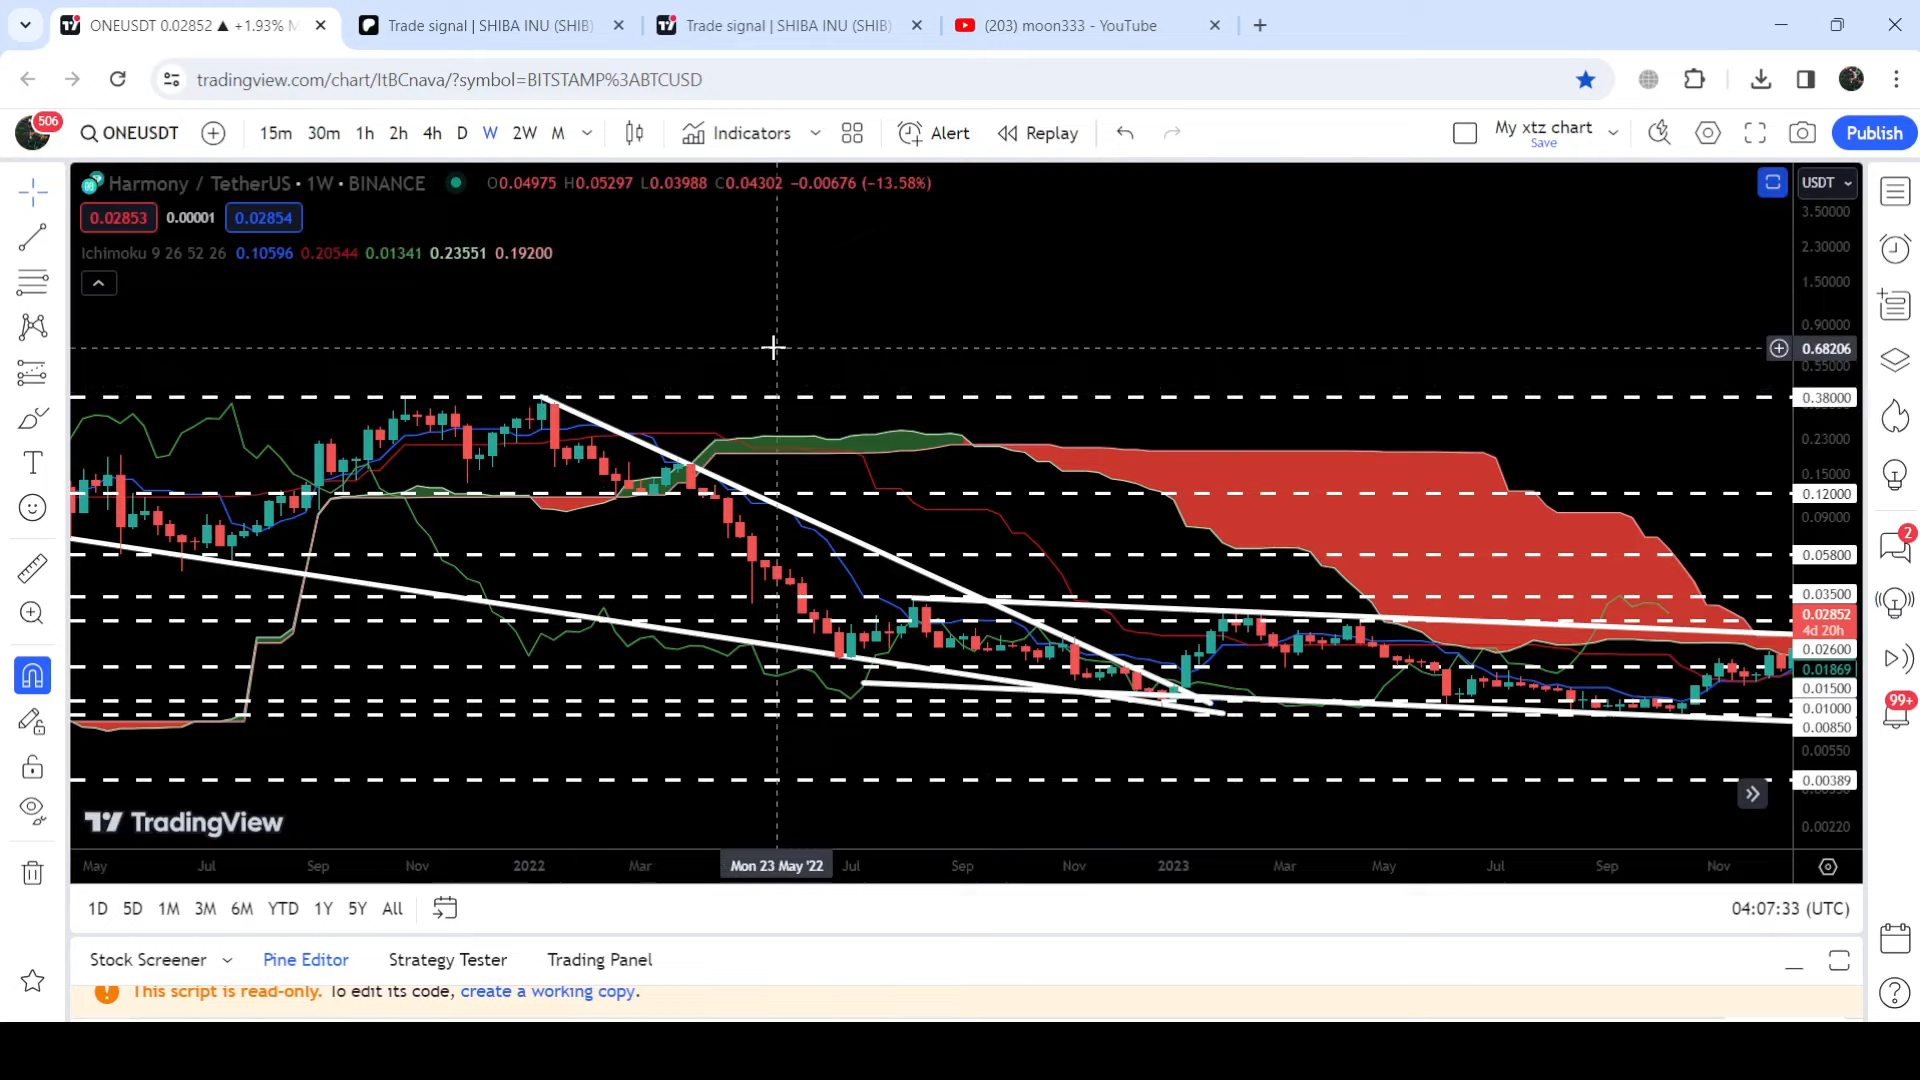 ONEUSDT 0.02852 ▲ +1.93% M
Trade signal | SHIBA INU (SHIB)
Trade signal | SHIBA INU (SHIB)
(203) moon333 - YouTube
tradingview.com/chart/ItBCnava/?symbol=BITSTAMP%3ABTCUSD
506
ONEUSDT
15m 30m 1h 2h 4h D W 2W M
Indicators
Alert
Replay
My xtz chart
Save
Publish
Harmony / TetherUS • 1W • BINANCE
O0.04975 H0.05297 L0.03988 C0.04302 −0.00676 (−13.58%)
0.02853 0.00001 0.02854
Ichimoku 9 26 52 26 0.10596 0.20544 0.01341 0.23551 0.19200
USDT
3.50000
2.30000
1.50000
0.90000
0.68206
0.55000
0.38000
0.23000
0.15000
0.12000
0.09000
0.05800
0.03500
0.02852
4d 20h
0.02600
0.01869
0.01500
0.01000
0.00850
0.00550
0.00389
0.00220
2
99+
TradingView
May Jul Sep Nov 2022 Mar Mon 23 May '22 Jul Sep Nov 2023 Mar May Jul Sep Nov
1D 5D 1M 3M 6M YTD 1Y 5Y All
04:07:33 (UTC)
Stock Screener Pine Editor Strategy Tester Trading Panel
This script is read-only. To edit its code, create a working copy.